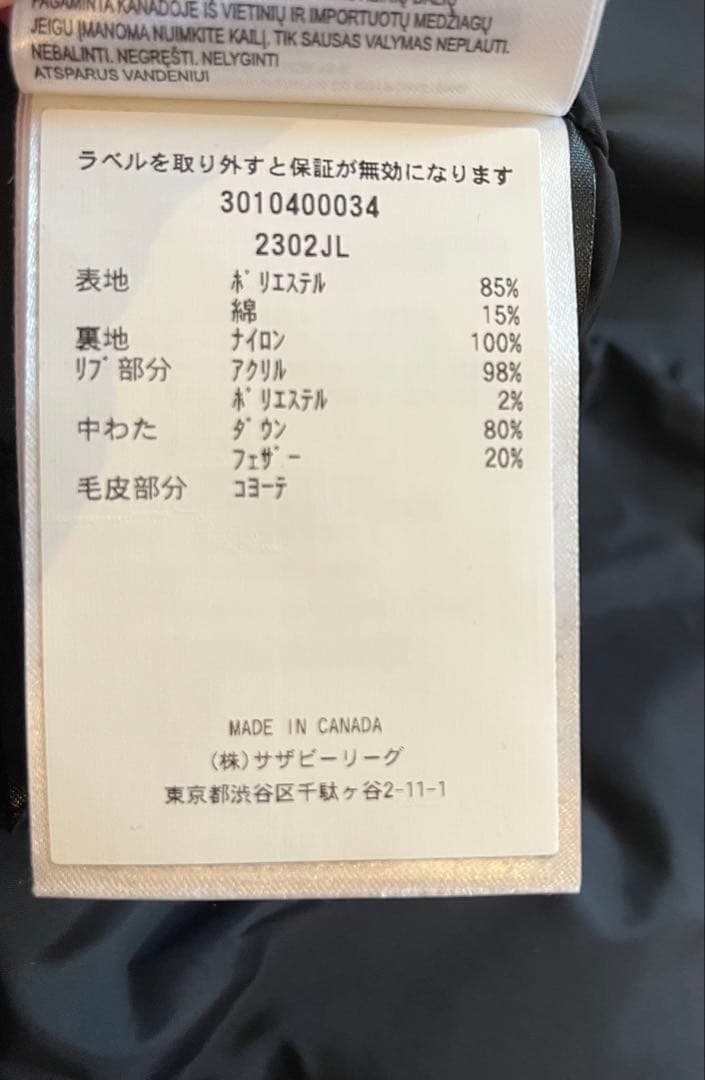 PAGAMINTA KANADOJE IŠ VIETINIŲ IR IMPORTUOTŲ MEDŽIAGŲ
JEIGU ĮMANOMA NUIMKITE KAILĮ. TIK SAUSAS VALYMAS NEPLAUTI.
NEBALINTI. NEGRĘŠTI. NELYGINTI
ATSPARUS VANDENIUI
ラベルを取り外すと保証が無効になります
3010400034
2302JL
表地 ﾎﾟﾘｴｽﾃﾙ 85%
綿 15%
裏地 ﾅｲﾛﾝ 100%
ﾘﾌﾞ部分 ｱｸﾘﾙ 98%
ﾎﾟﾘｴｽﾃﾙ 2%
中わた ﾀﾞｳﾝ 80%
ﾌｪｻﾞｰ 20%
毛皮部分 ｺﾖｰﾃ
MADE IN CANADA
(株)サザビーリーグ
東京都渋谷区千駄ヶ谷2-11-1